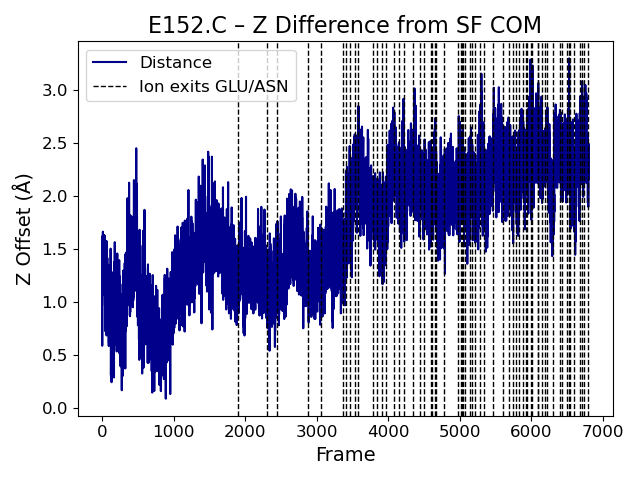 E152.C – Z Difference from SF COM
Distance
Ion exits GLU/ASN
Z Offset (Å)
3.0
2.5
2.0
1.5
1.0
0.5
0.0
0 1000 2000 3000 4000 5000 6000 7000
Frame